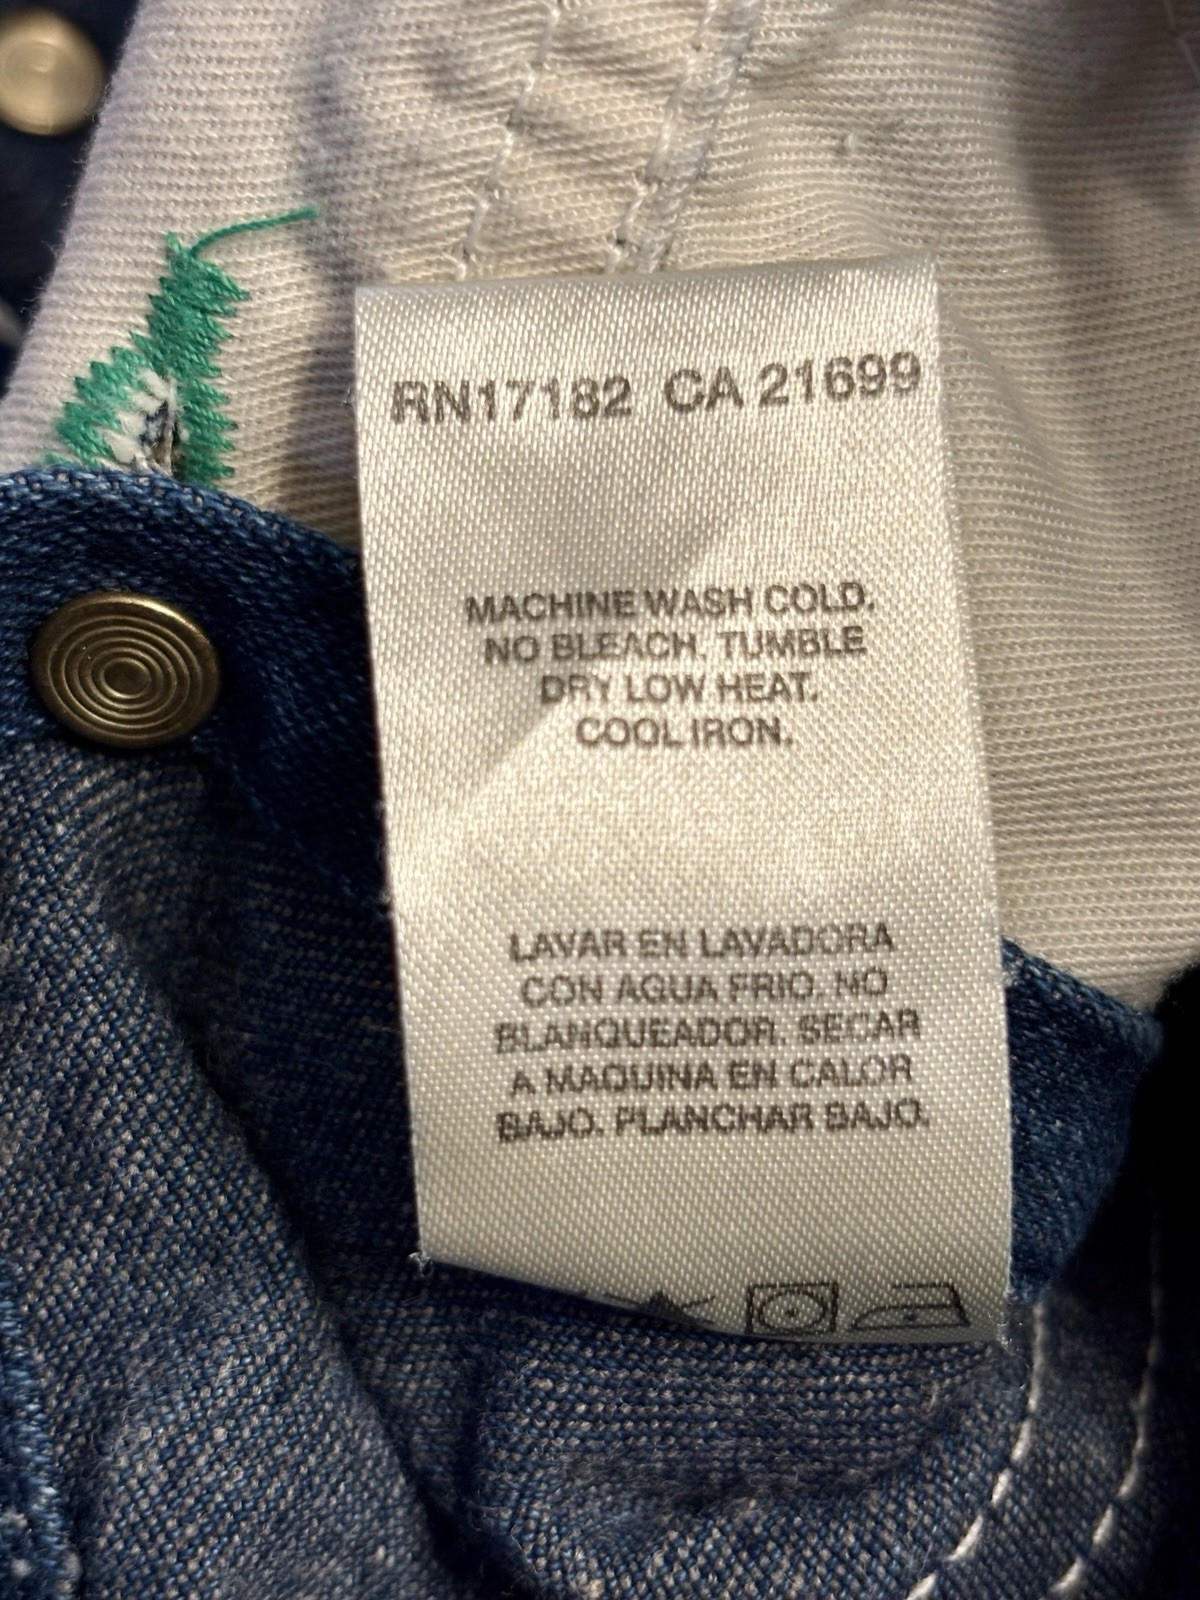 RN17182 CA 21699
MACHINE WASH COLD.
NO BLEACH. TUMBLE
DRY LOW HEAT.
COOL IRON.
LAVAR EN LAVADORA
CON AGUA FRIO. NO
BLANQUEADOR. SECAR
A MAQUINA EN CALOR
BAJO. PLANCHAR BAJO.